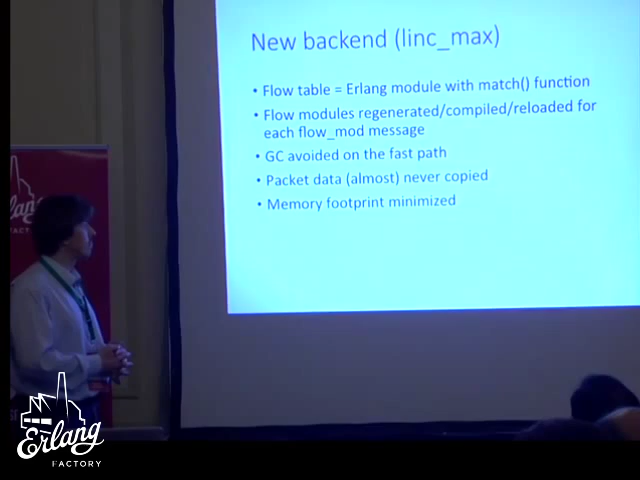 New backend (linc_max)
• Flow table = Erlang module with match() function
• Flow modules regenerated/compiled/reloaded for
each flow_mod message
• GC avoided on the fast path
• Packet data (almost) never copied
• Memory footprint minimized
Erlang
FACTORY